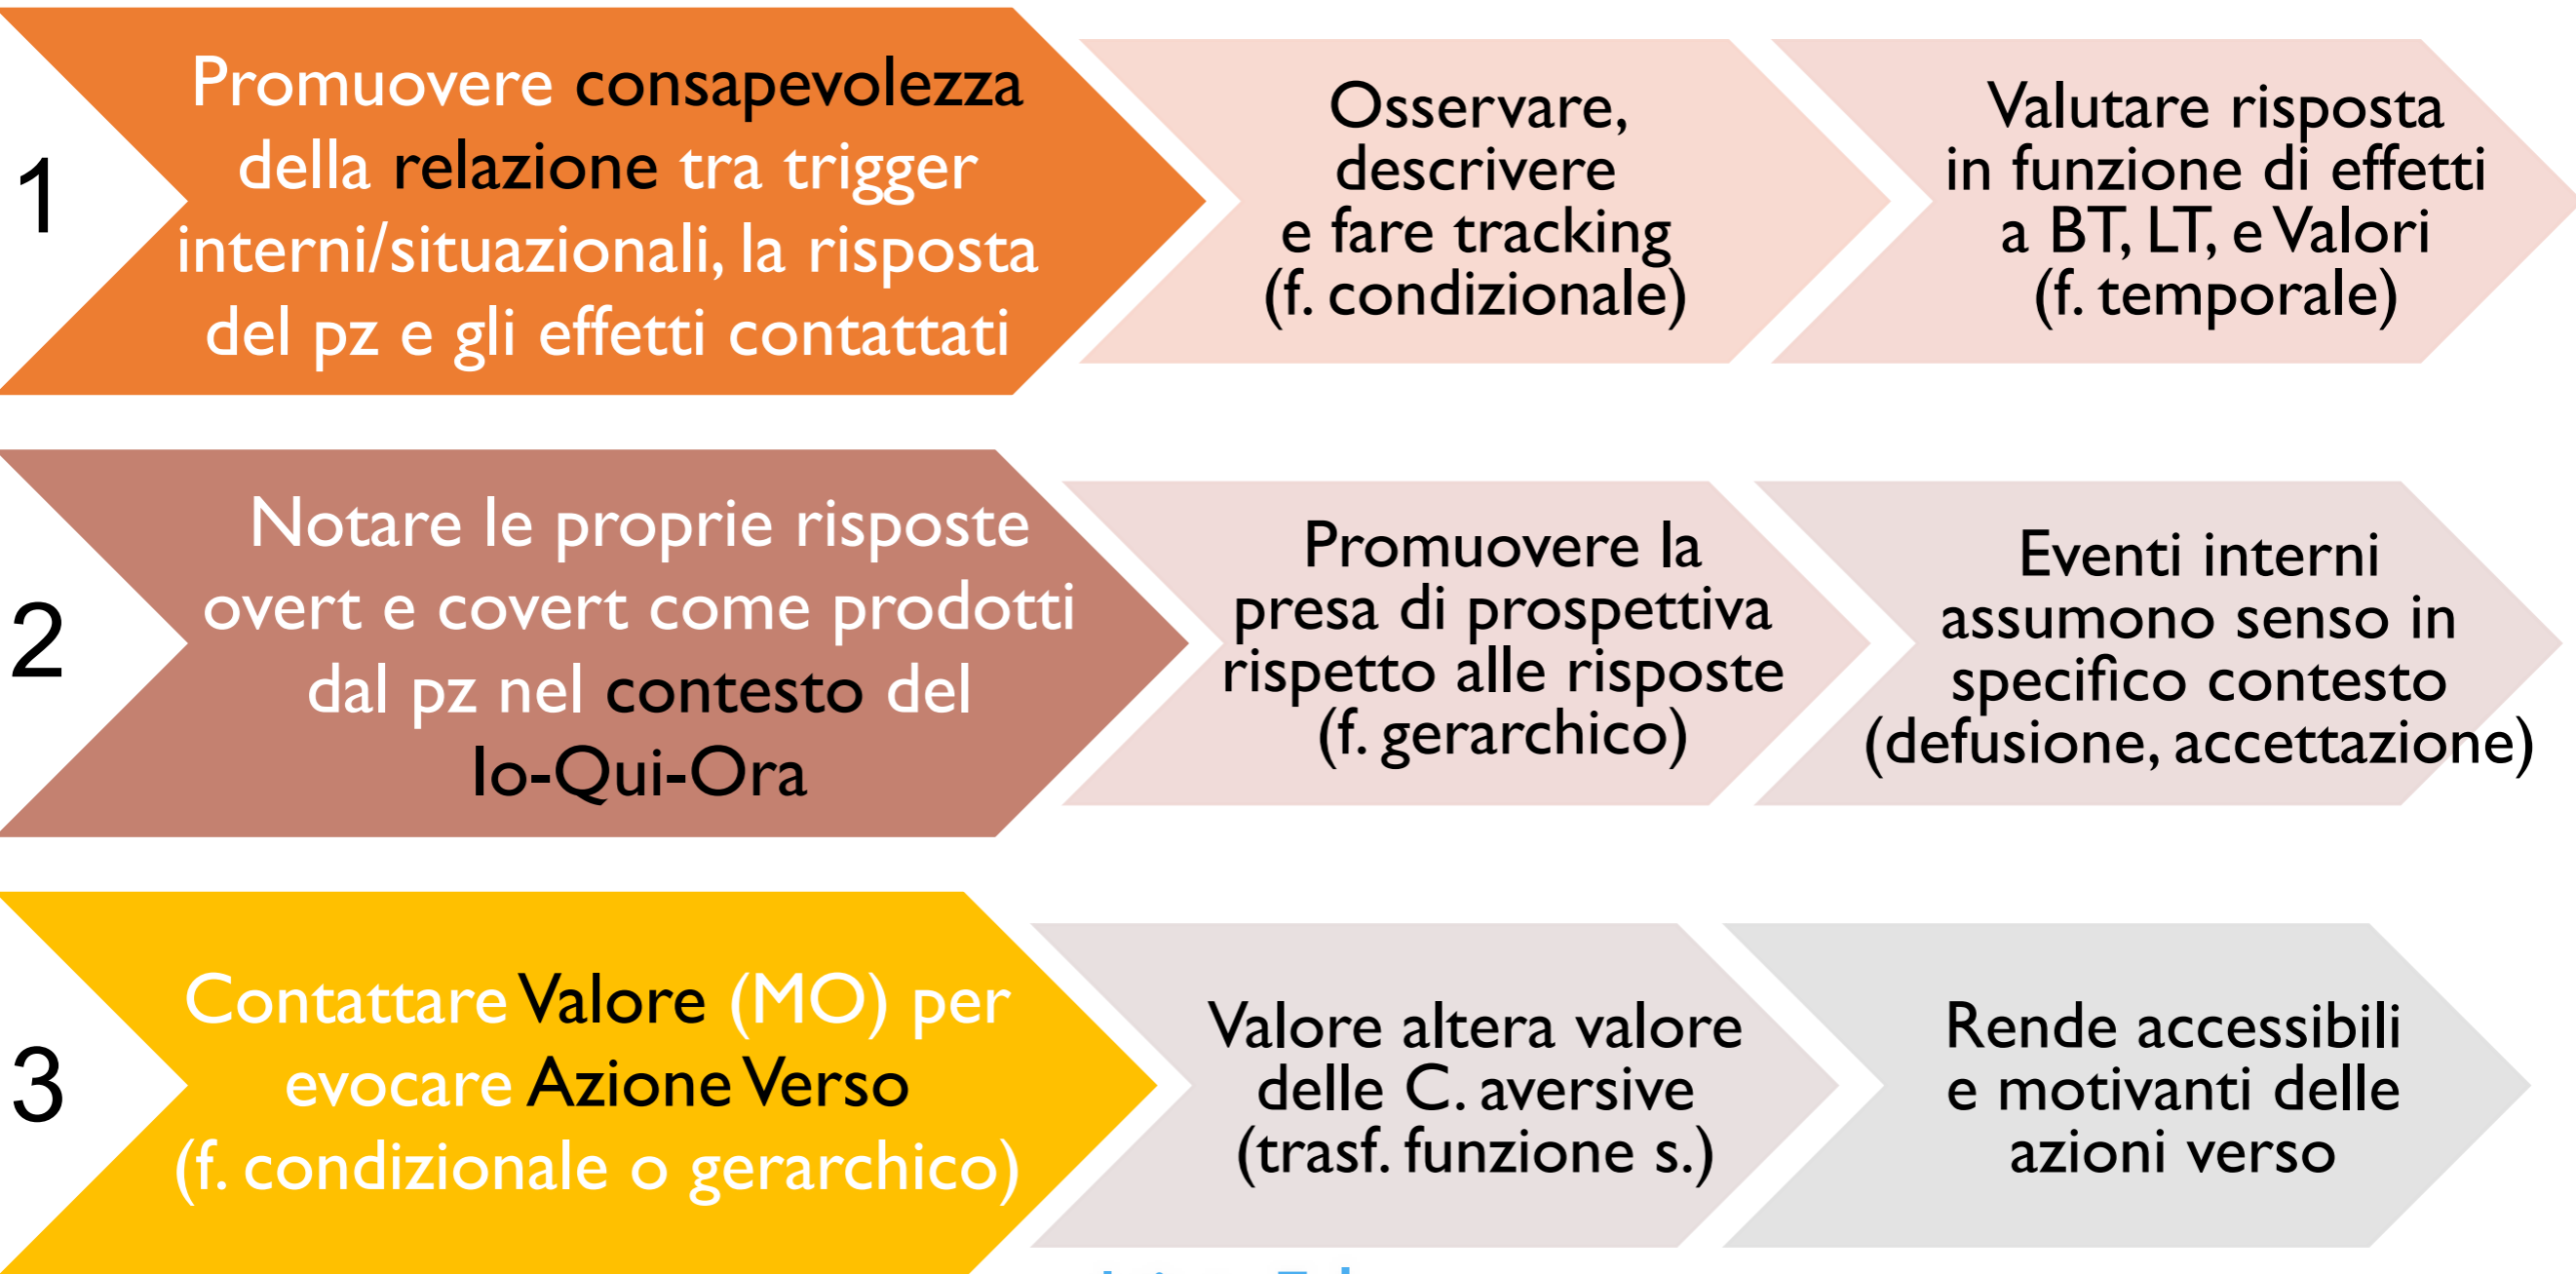 1
Promuovere consapevolezza
della relazione tra trigger
interni/situazionali, la risposta
del pz e gli effetti contattati
Osservare,
descrivere
e fare tracking
(f. condizionale)
Valutare risposta
in funzione di effetti
a BT, LT, e Valori
(f. temporale)
2
Notare le proprie risposte
overt e covert come prodotti
dal pz nel contesto del
Io-Qui-Ora
Promuovere la
presa di prospettiva
rispetto alle risposte
(f. gerarchico)
Eventi interni
assumono senso in
specifico contesto
(defusione, accettazione)
3
Contattare Valore (MO) per
evocare Azione Verso
(f. condizionale o gerarchico)
Valore altera valore
delle C. aversive
(trasf. funzione s.)
Rende accessibili
e motivanti delle
azioni verso